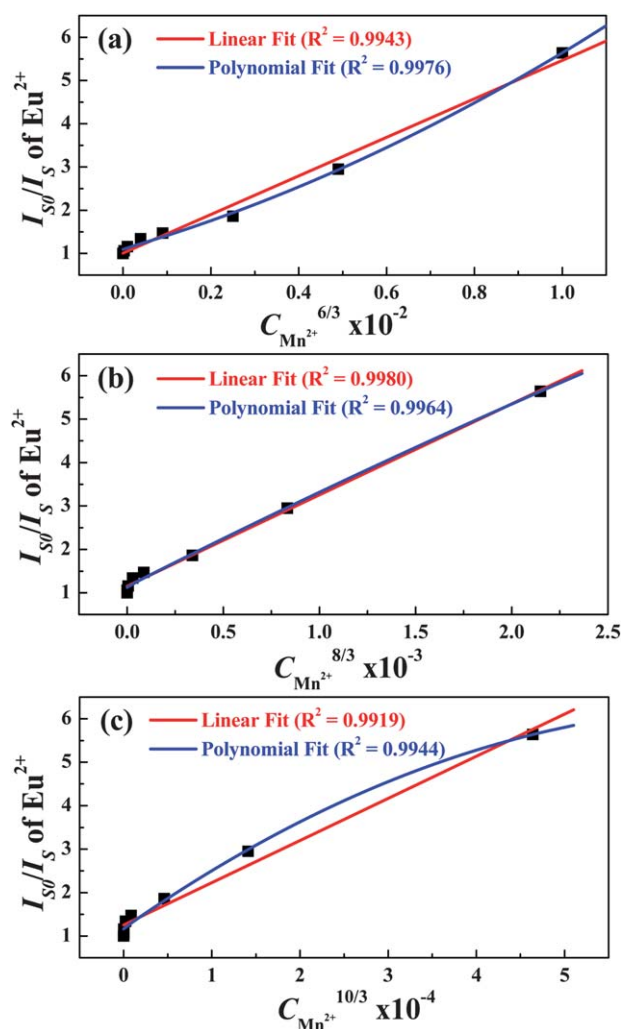 (a)
Linear Fit (R² = 0.9943)
Polynomial Fit (R² = 0.9976)
I_S0/I_S of Eu²⁺
6
5
4
3
2
1
0.0 0.2 0.4 0.6 0.8 1.0
C_Mn²⁺^6/3 x10⁻²
(b)
Linear Fit (R² = 0.9980)
Polynomial Fit (R² = 0.9964)
I_S0/I_S of Eu²⁺
6
5
4
3
2
1
0.0 0.5 1.0 1.5 2.0 2.5
C_Mn²⁺^8/3 x10⁻³
(c)
Linear Fit (R² = 0.9919)
Polynomial Fit (R² = 0.9944)
I_S0/I_S of Eu²⁺
6
5
4
3
2
1
0 1 2 3 4 5
C_Mn²⁺^10/3 x10⁻⁴